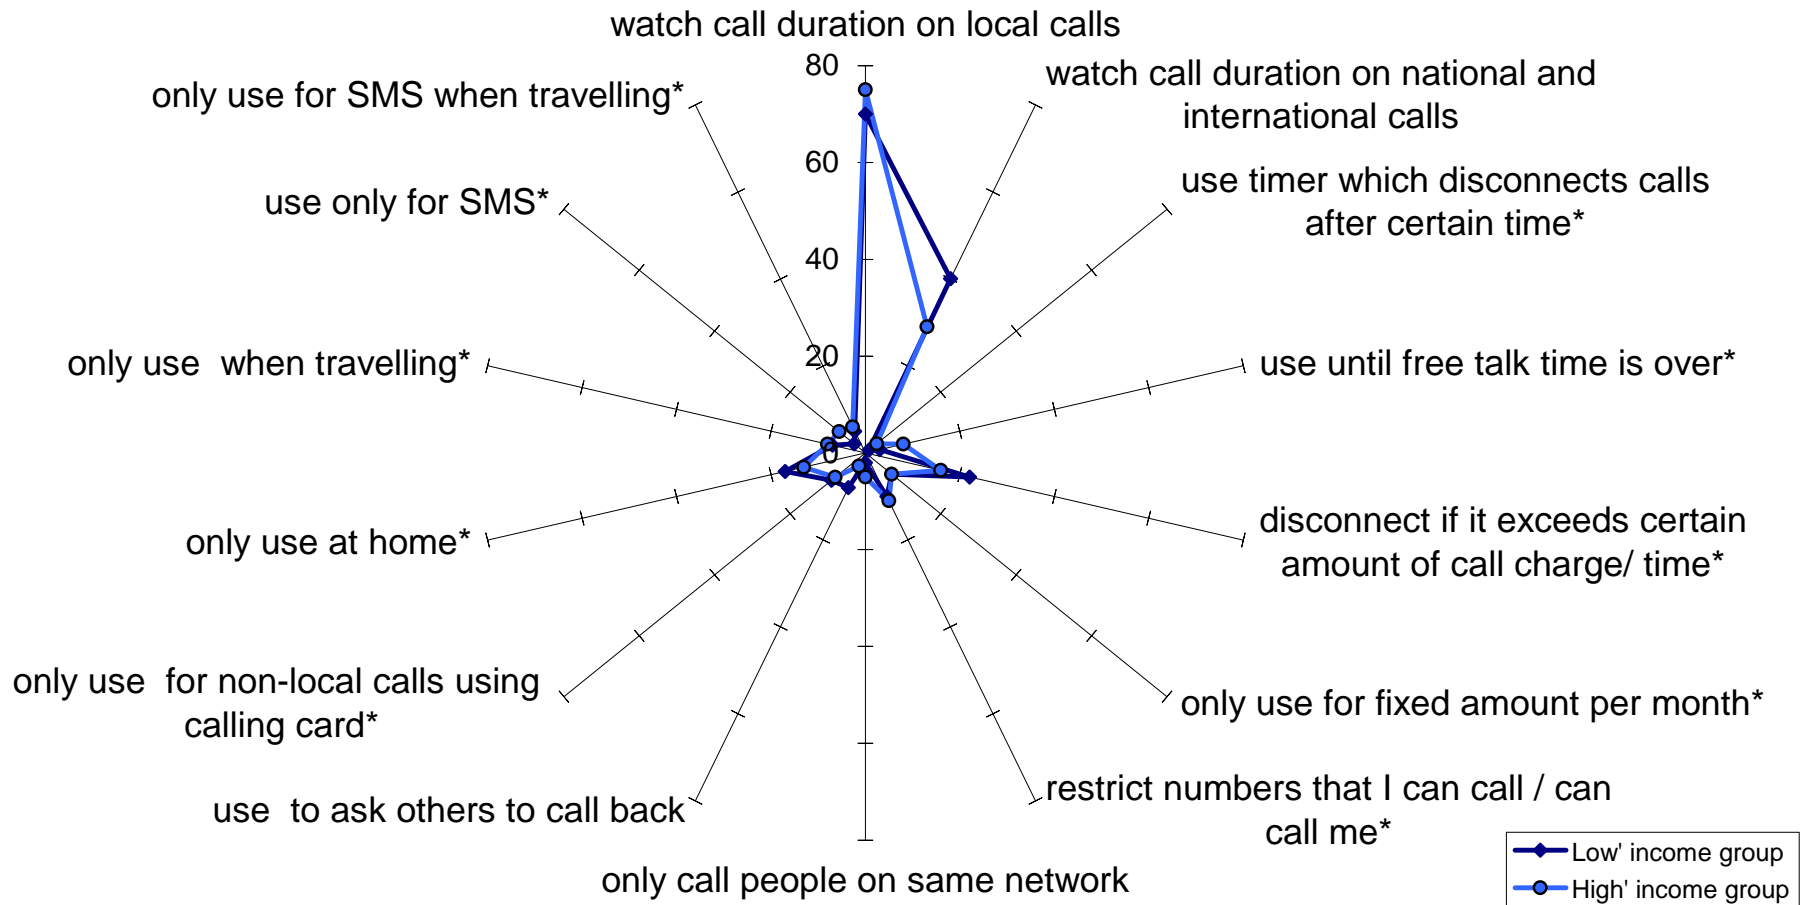 watch call duration on local calls
80
60
40
20
0
watch call duration on national and
international calls
use timer which disconnects calls
after certain time*
use until free talk time is over*
disconnect if it exceeds certain
amount of call charge/ time*
only use for fixed amount per month*
restrict numbers that I can call / can
call me*
only call people on same network
use  to ask others to call back
only use  for non-local calls using
calling card*
only use at home*
only use  when travelling*
use only for SMS*
only use for SMS when travelling*
Low' income group
High' income group